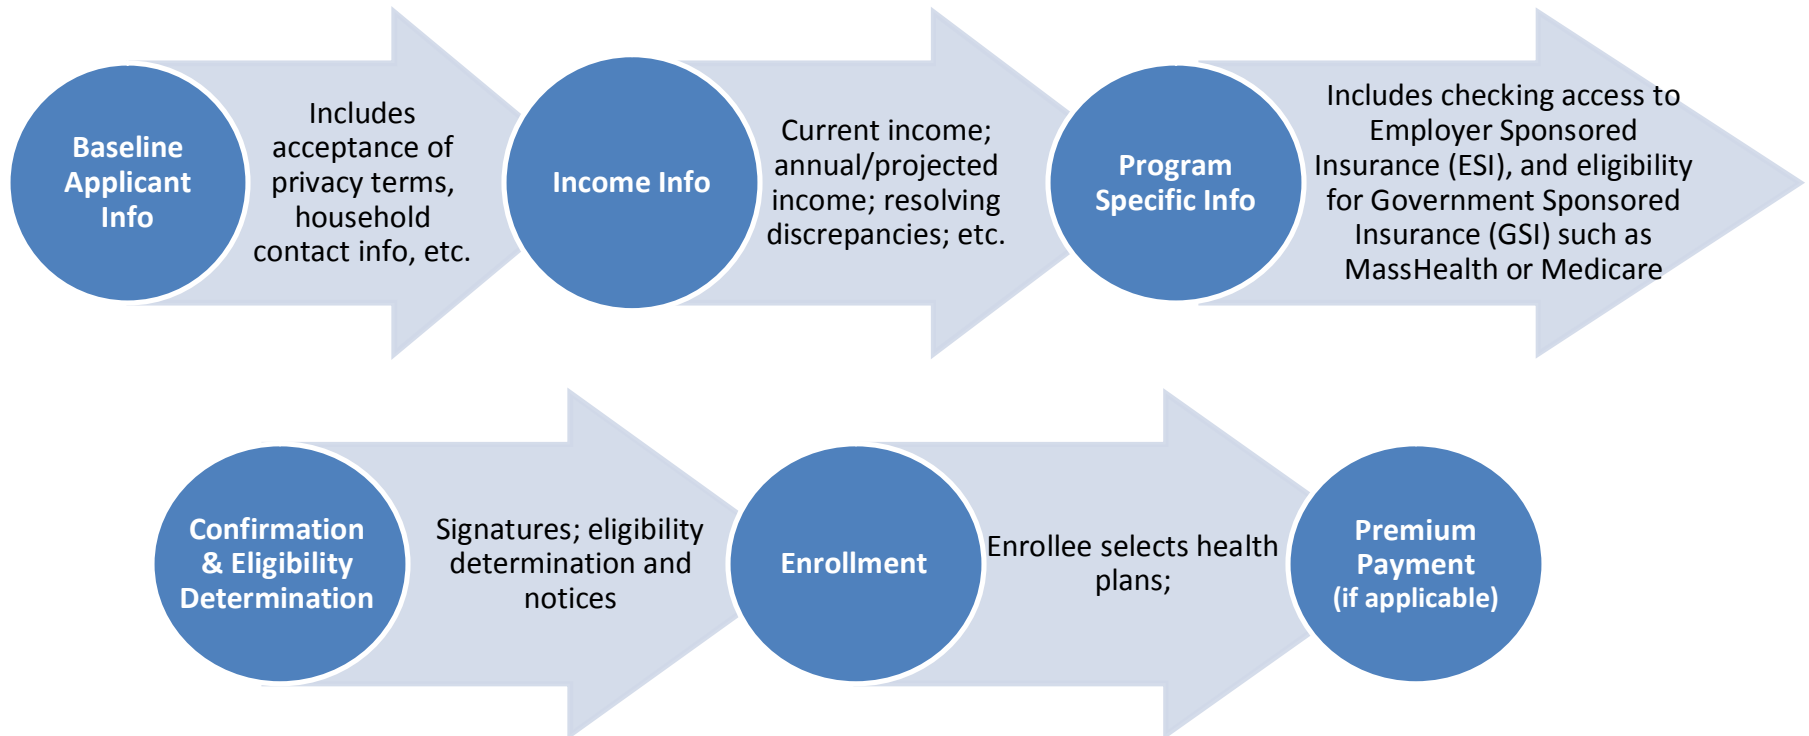 Baseline
Applicant
Info
Includes
acceptance of
privacy terms,
household
contact info, etc.
Income Info
Current income;
annual/projected
income; resolving
discrepancies; etc.
Program
Specific Info
Includes checking access to
Employer Sponsored
Insurance (ESI), and eligibility
for Government Sponsored
Insurance (GSI) such as
MassHealth or Medicare
Confirmation
& Eligibility
Determination
Signatures; eligibility
determination and
notices
Enrollment
Enrollee selects health
plans;
Premium
Payment
(if applicable)